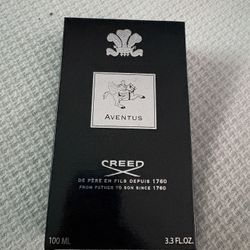 AVENTUS
CREED
DE PÈRE EN FILS DEPUIS 1760
FROM FATHER TO SON SINCE 1760
100 ML
3.3 FL.OZ.